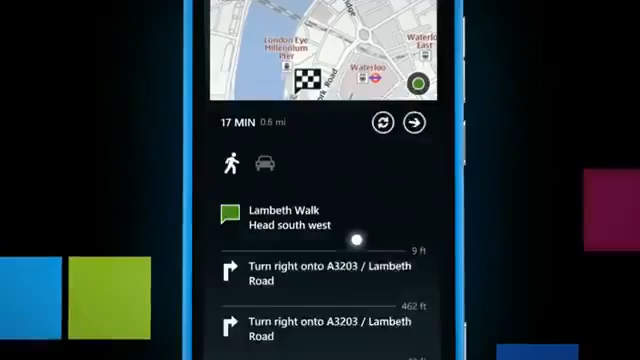 London Eye
Millennium
Pier
Waterloo
East
Waterloo
Road
17 MIN 0.6 mi
Lambeth Walk
Head south west
9 ft
Turn right onto A3203 / Lambeth
Road
462 ft
Turn right onto A3203 / Lambeth
Road